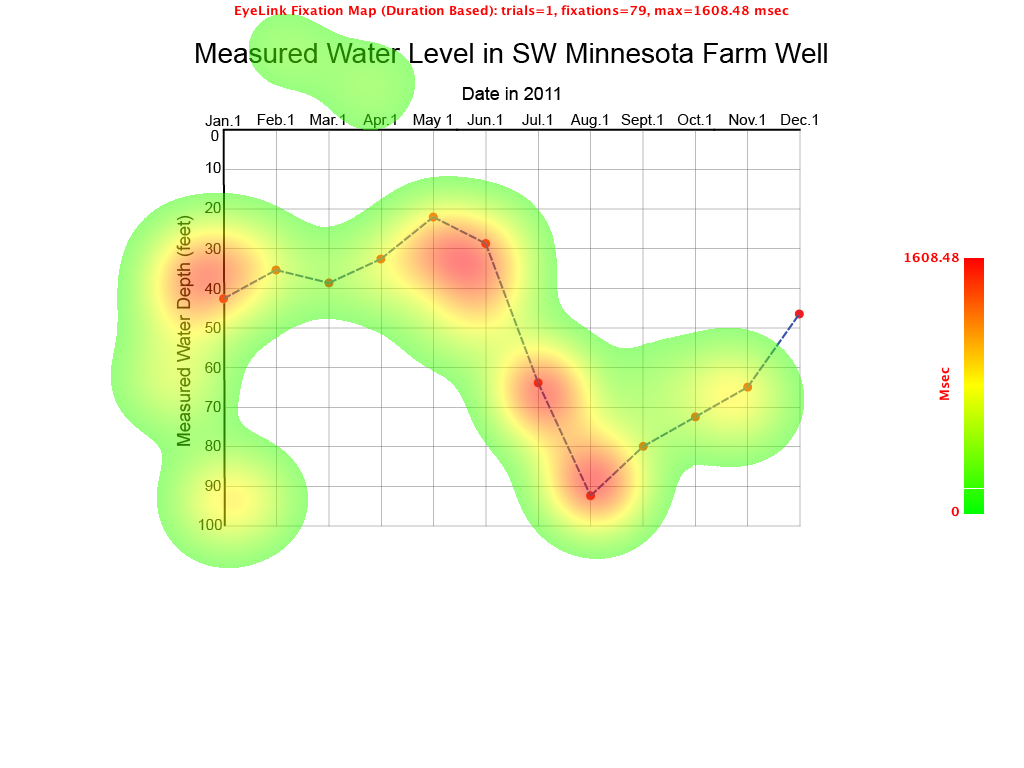 EyeLink Fixation Map (Duration Based): trials=1, fixations=79, max=1608.48 msec
Measured Water Level in SW Minnesota Farm Well
Date in 2011
Jan.1 Feb.1 Mar.1 Apr.1 May 1 Jun.1 Jul.1 Aug.1 Sept.1 Oct.1 Nov.1 Dec.1
0
10
20
30
40
50
60
70
80
90
100
Measured Water Depth (feet)
1608.48
Msec
0